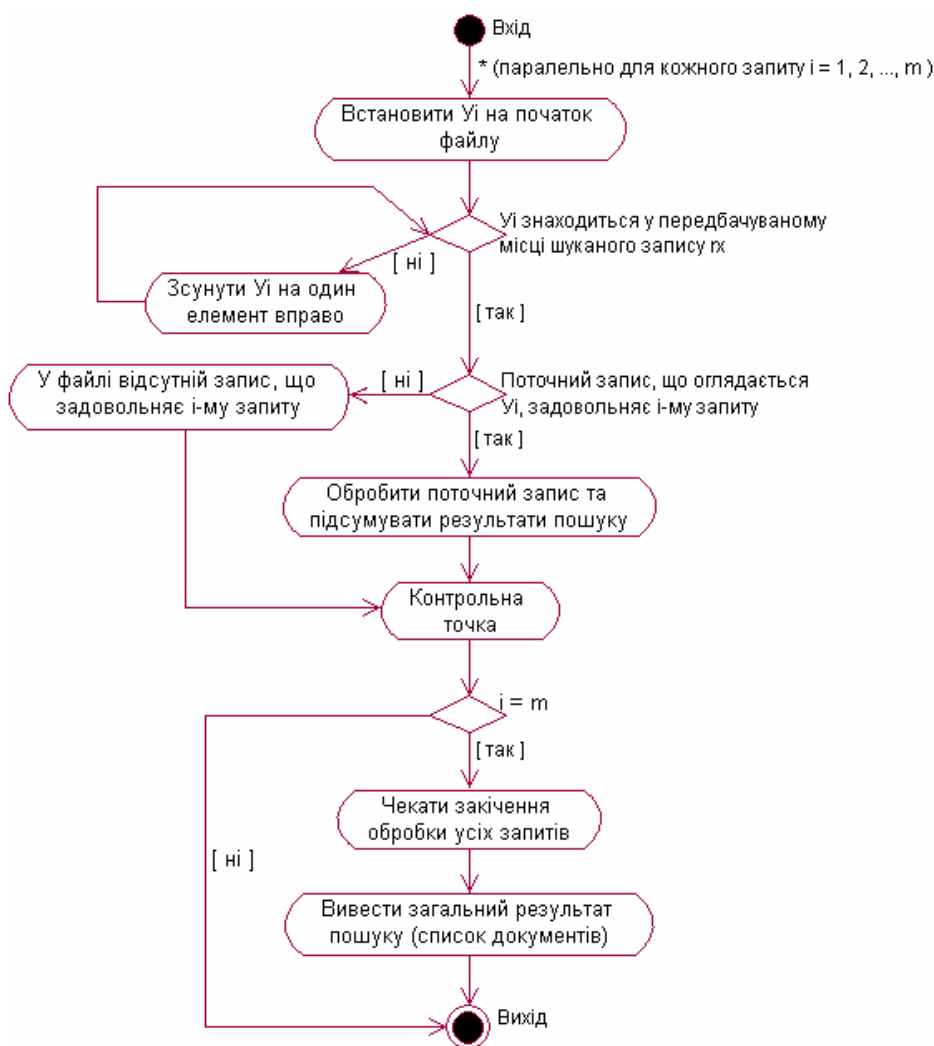 Вхід
* (паралельно для кожного запиту i = 1, 2, ..., m )
Встановити Уi на початок
файлу
Уi знаходиться у передбачуваному
місці шуканого запису rx
[ ні ]
Зсунути Уi на один
елемент вправо
[ так ]
У файлі відсутній запис, що
задовольняє i-му запиту
[ ні ]
Поточний запис, що оглядається
Уi, задовольняє i-му запиту
[ так ]
Обробити поточний запис та
підсумувати результати пошуку
Контрольна
точка
i = m
[ так ]
Чекати закічення
обробки усіх запитів
[ ні ]
Вивести загальний результат
пошуку (список документів)
Вихід